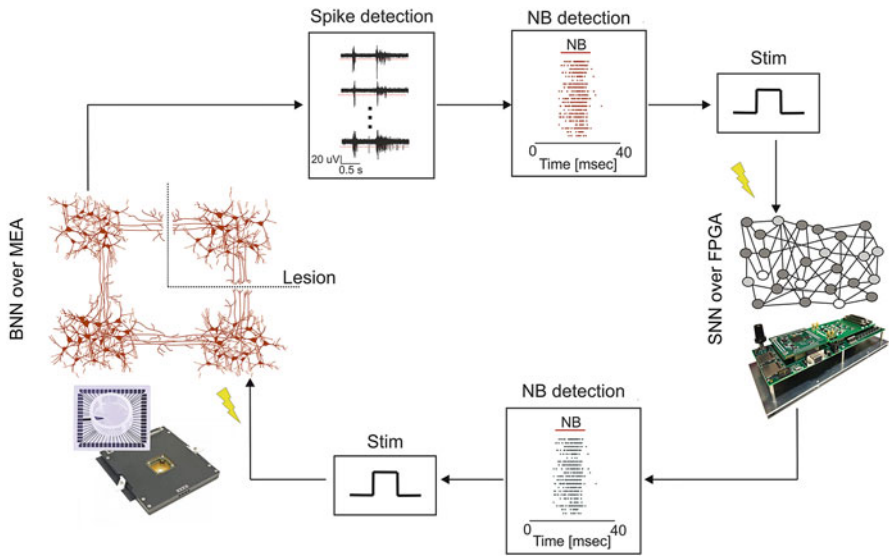 Spike detection
NB detection
NB
Stim
20 uV
0.5 s
0
40
Time [msec]
BNN over MEA
Lesion
SNN over FPGA
NB detection
NB
Stim
0
40
Time [msec]